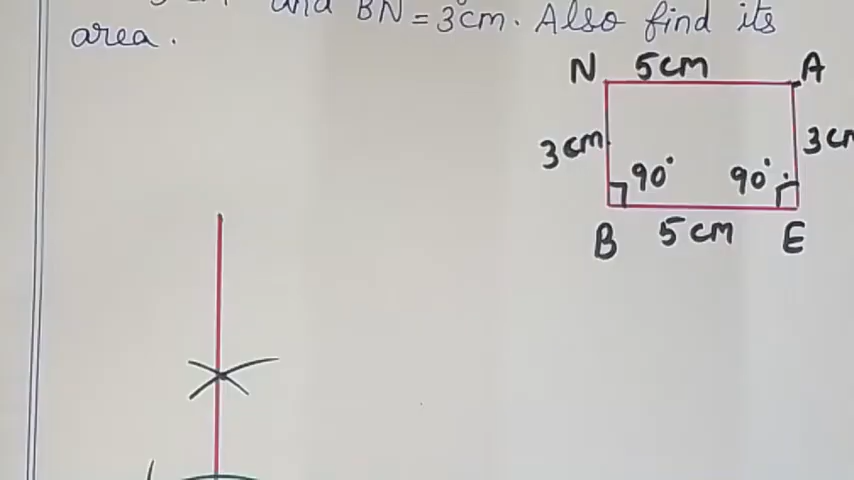 and BN = 3cm. Also find its
area.
N 5cm A
3cm 3cm
90° 90°
B 5cm E